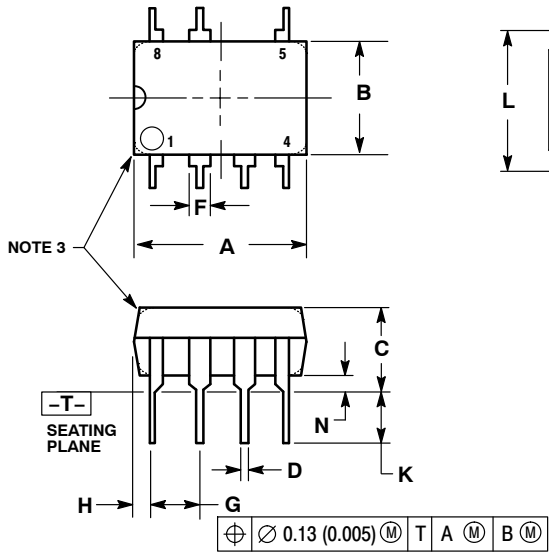 8 5
B
L
1 4
F
NOTE 3
A
C
–T–
N
SEATING
PLANE
D
K
H
G
⌖ ∅ 0.13 (0.005) Ⓜ T A Ⓜ B Ⓜ